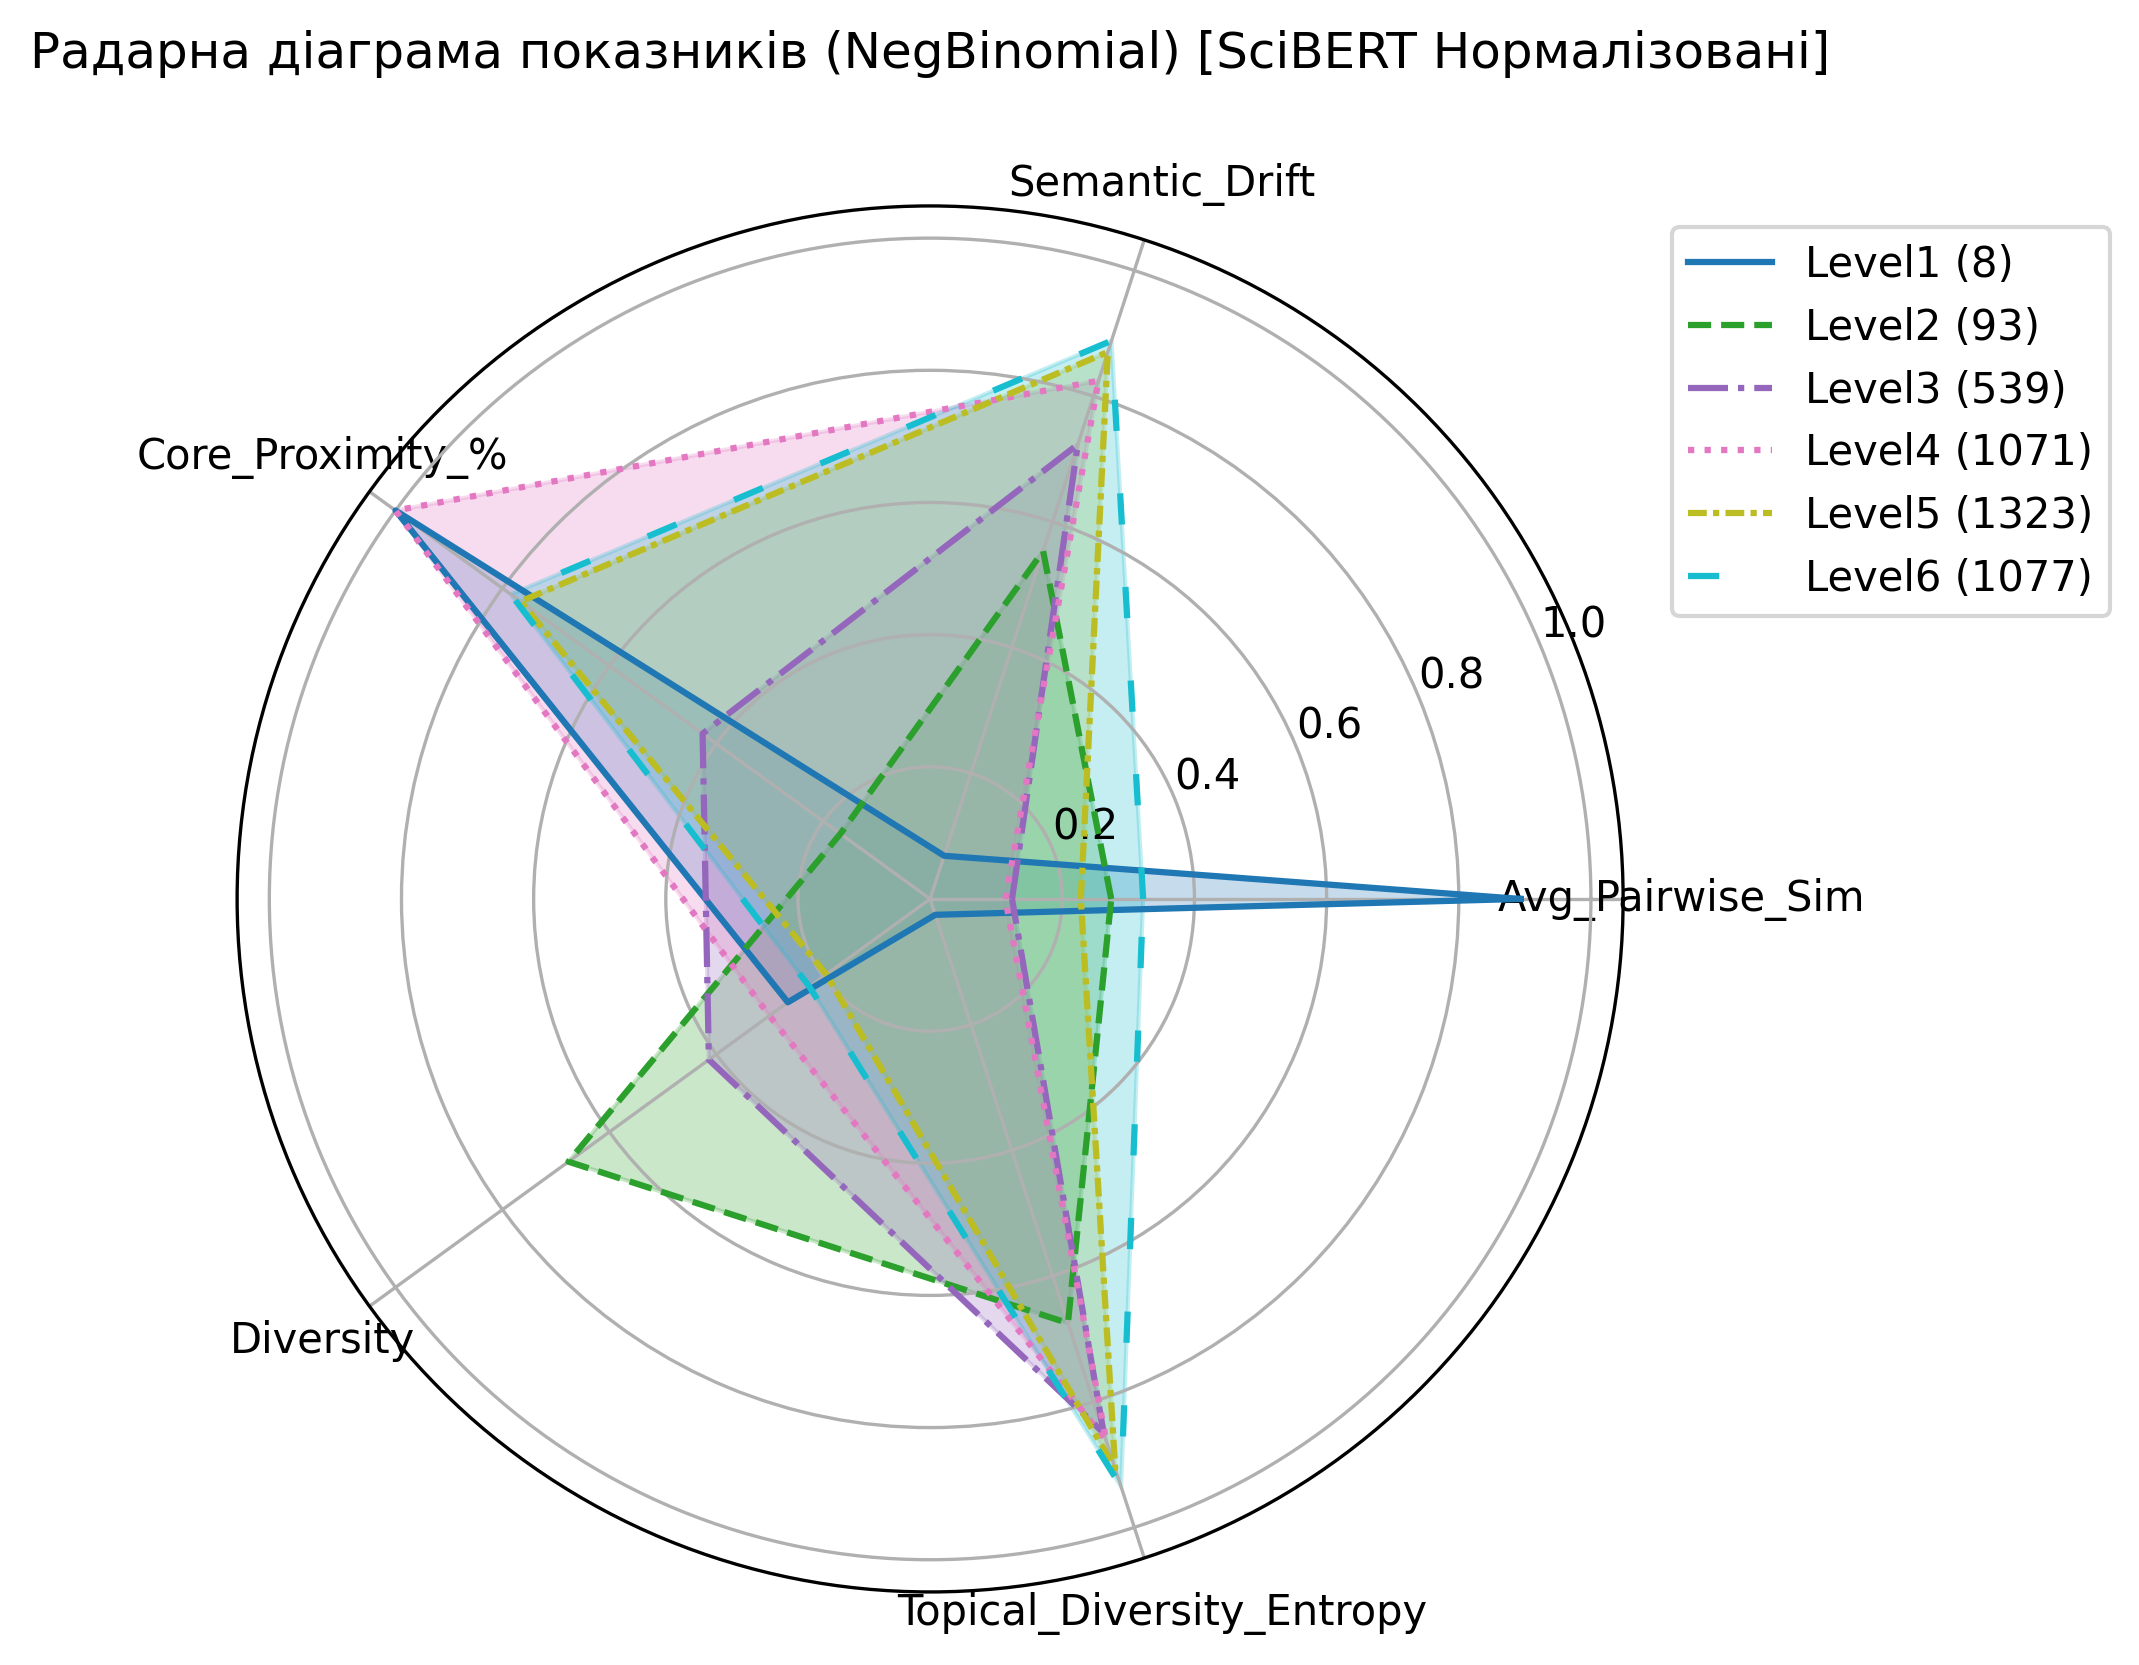 Радарна діаграма показників (NegBinomial) [SciBERT Нормалізовані]
Semantic_Drift
Core_Proximity_%
Avg_Pairwise_Sim
Diversity
Topical_Diversity_Entropy
0.2
0.4
0.6
0.8
1.0
Level1 (8)
Level2 (93)
Level3 (539)
Level4 (1071)
Level5 (1323)
Level6 (1077)